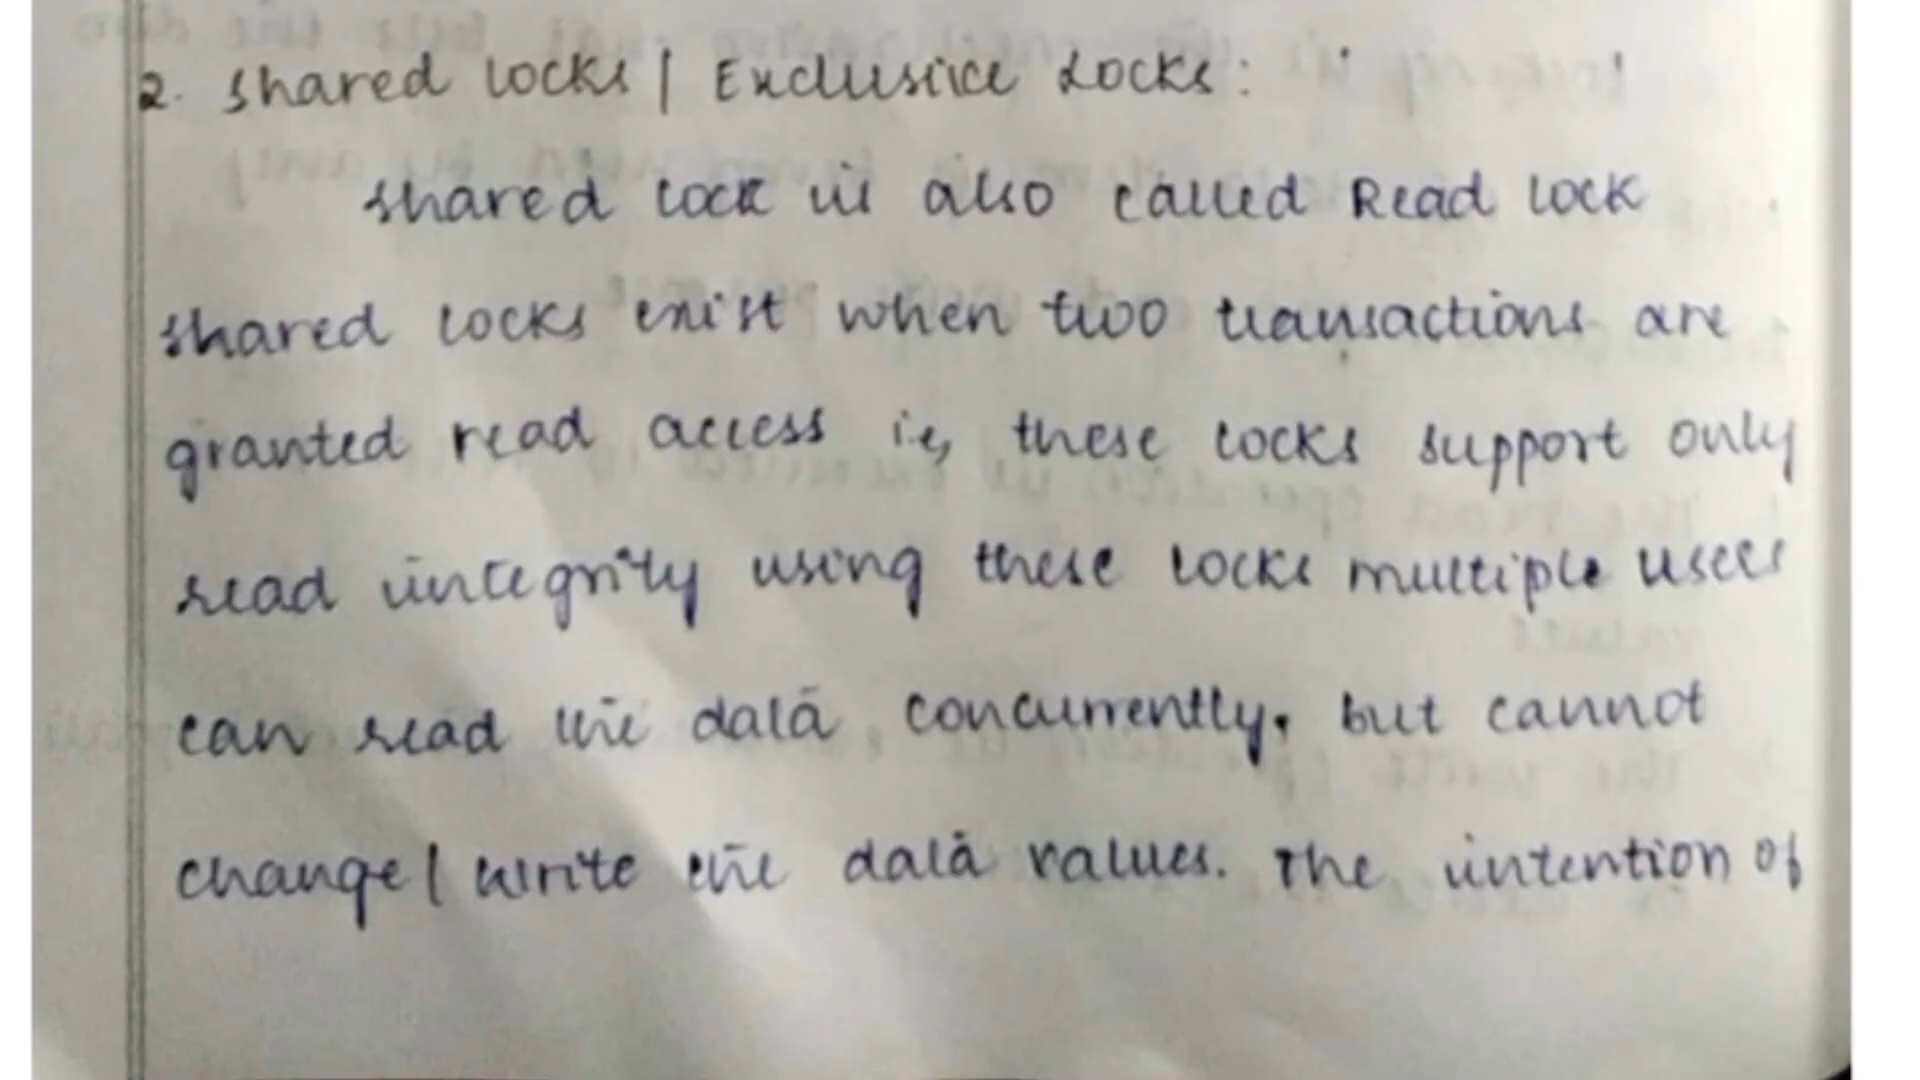 2. Shared locks | Exclusive Locks:
shared lock is also called Read lock
shared locks exist when two transactions are
granted read access i.e, these locks support only
read integrity using these locks multiple users
can read the data concurrently, but cannot
change | write the data values. The intention of